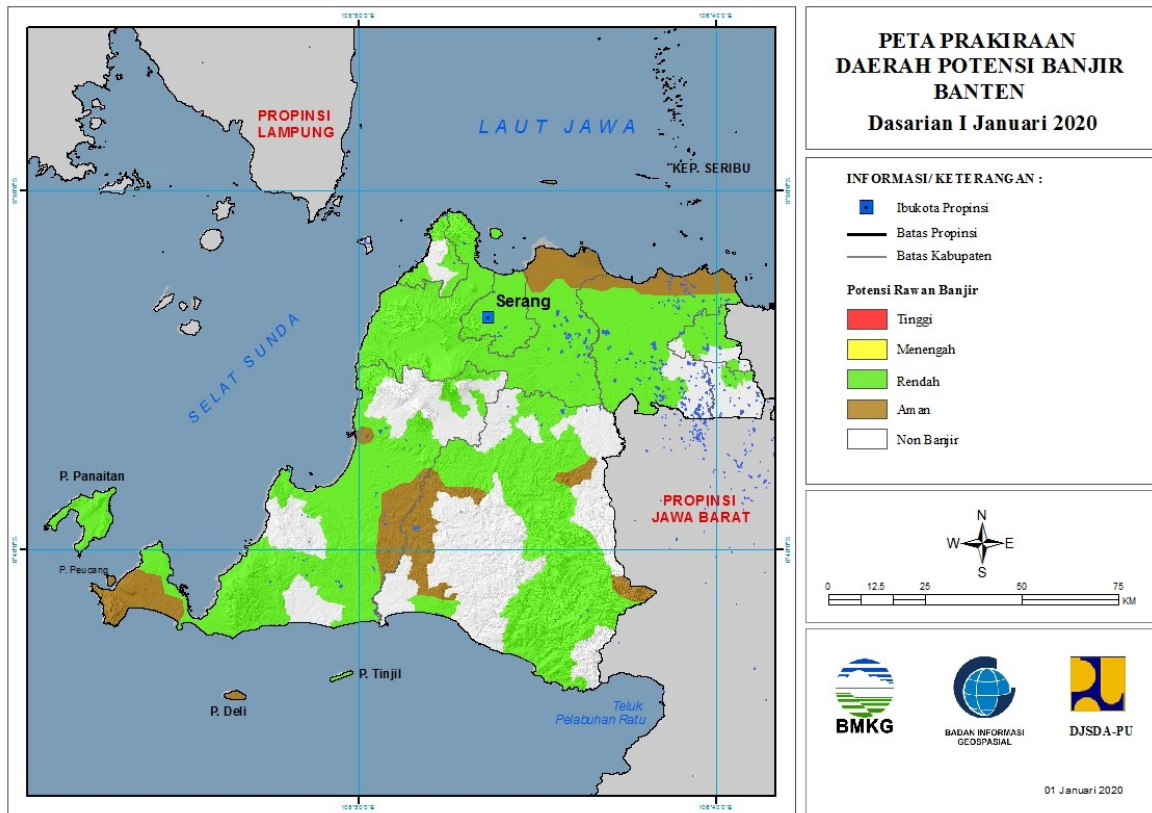 PETA PRAKIRAAN
DAERAH POTENSI BANJIR
BANTEN
Dasarian I Januari 2020
INFORMASI/ KETERANGAN :
Ibukota Propinsi
Batas Propinsi
Batas Kabupaten
Potensi Rawan Banjir
Tinggi
Menengah
Rendah
Aman
Non Banjir
N
W
E
S
0
12.5
25
50
75
KM
BMKG
BADAN INFORMASI
GEOSPASIAL
DJSDA-PU
01 Januari 2020
PROPINSI
LAMPUNG
LAUT JAWA
KEP. SERIBU
Serang
SELAT SUNDA
P. Panaitan
P. Peucang
PROPINSI
JAWA BARAT
P. Tinjil
P. Deli
Teluk
Pelabuhan Ratu